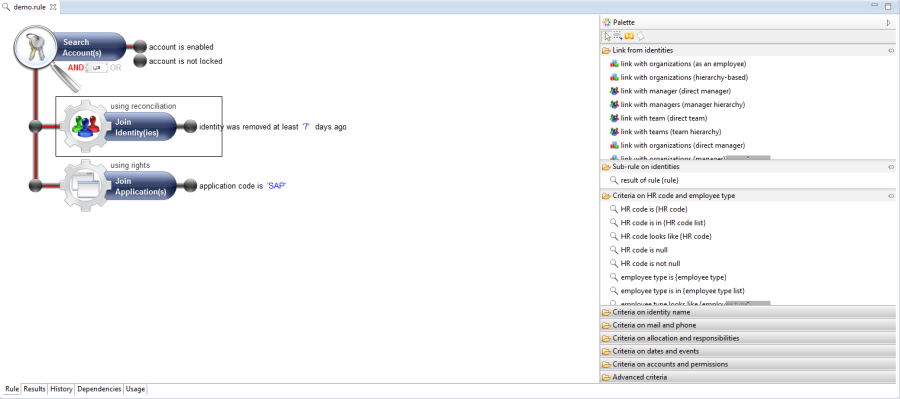 demo.rule
Search
Account(s)
account is enabled
account is not locked
AND
OR
using reconciliation
Join
Identity(ies)
identity was removed at least '7' days ago
using rights
Join
Application(s)
application code is 'SAP'
Rule Results History Dependencies Usage
Palette
Link from identities
link with organizations (as an employee)
link with organizations (hierarchy-based)
link with manager (direct manager)
link with managers (manager hierarchy)
link with team (direct team)
link with teams (team hierarchy)
link with organizations (direct manager)
link with organizations (manager
Sub-rule on identities
result of rule {rule}
Criteria on HR code and employee type
HR code is {HR code}
HR code is in {HR code list}
HR code looks like {HR code}
HR code is null
HR code is not null
employee type is {employee type}
employee type is in {employee type list}
employee type looks like
Criteria on identity name
Criteria on mail and phone
Criteria on allocation and responsibilities
Criteria on dates and events
Criteria on accounts and permissions
Advanced criteria